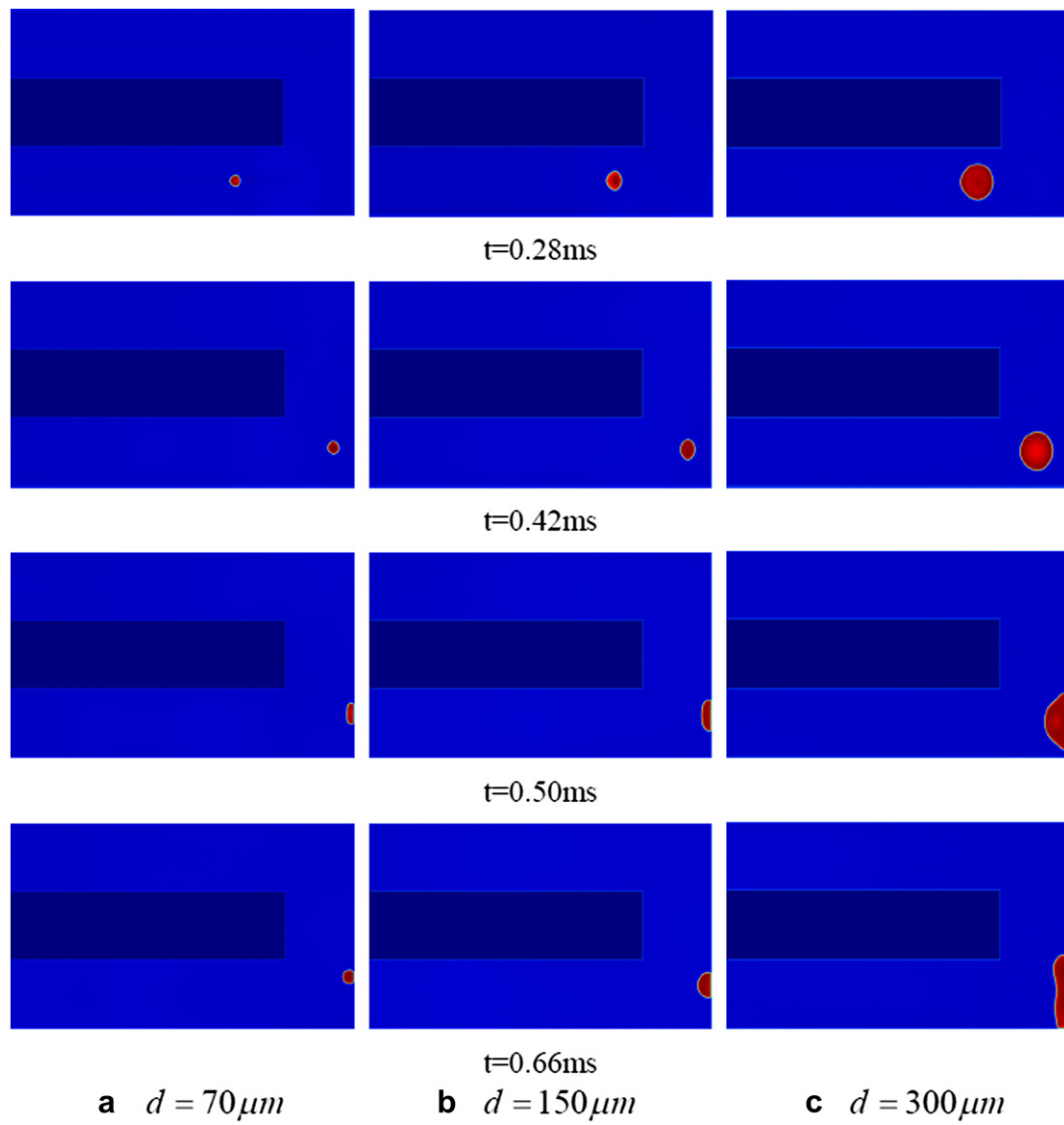 t=0.28ms
t=0.42ms
t=0.50ms
t=0.66ms
a d = 70μm b d = 150μm c d = 300μm